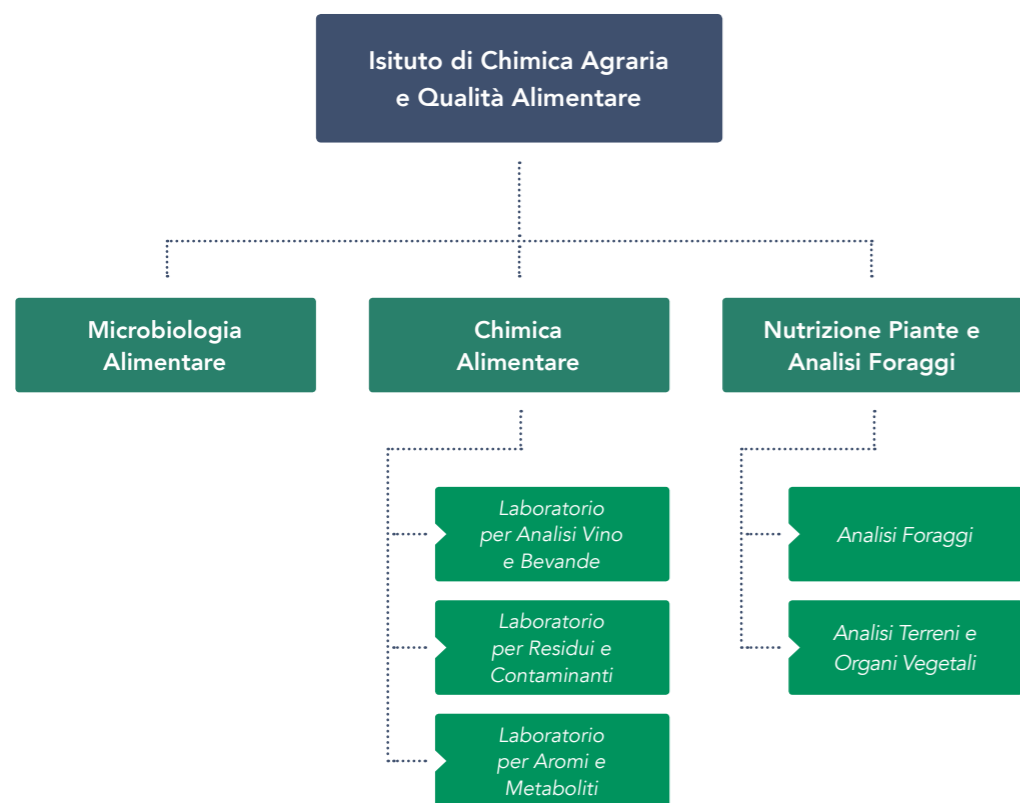 Isituto di Chimica Agraria
e Qualità Alimentare
Microbiologia
Alimentare
Chimica
Alimentare
Nutrizione Piante e
Analisi Foraggi
Laboratorio
per Analisi Vino
e Bevande
Laboratorio
per Residui e
Contaminanti
Laboratorio
per Aromi e
Metaboliti
Analisi Foraggi
Analisi Terreni e
Organi Vegetali